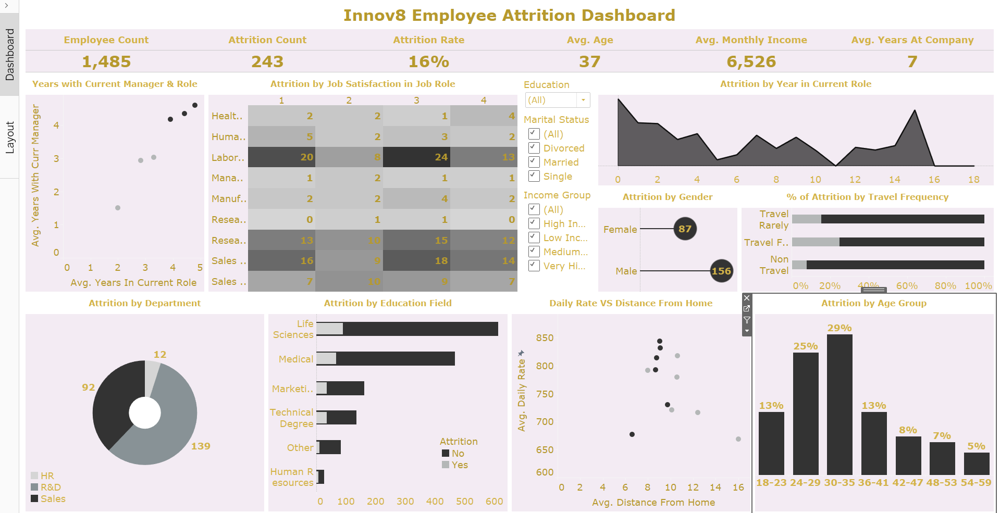 Innov8 Employee Attrition Dashboard
Dashboard
Layout
Employee Count
Attrition Count
Attrition Rate
Avg. Age
Avg. Monthly Income
Avg. Years At Company
1,485
243
16%
37
6,526
7
Years with Current Manager & Role
Avg. Years With Curr Manager
4
3
2
1
0
0 1 2 3 4 5
Avg. Years In Current Role
Attrition by Job Satisfaction in Job Role
1 2 3 4
Healt.. 2 2 1 4
Huma.. 5 2 3 2
Labor.. 20 8 24 13
Mana.. 1 2 1 1
Manuf.. 2 2 4 2
Resea.. 0 1 1 0
Resea.. 13 10 15 12
Sales .. 16 9 18 14
Sales .. 7 10 9 7
Education
(All)
Marital Status
(All)
Divorced
Married
Single
Income Group
(All)
High In...
Low Inc...
Medium...
Very Hi...
Attrition by Year in Current Role
0 2 4 6 8 10 12 14 16 18
Attrition by Gender
Female 87
Male 156
% of Attrition by Travel Frequency
Travel
Rarely
Travel F..
Non
Travel
0% 20% 40% 60% 80% 100%
Attrition by Department
12
92
139
HR
R&D
Sales
Attrition by Education Field
Life
Sciences
Medical
Marketi..
Technical
Degree
Other
Human R
esources
0 100 200 300 400 500 600
Attrition
No
Yes
Daily Rate VS Distance From Home
Avg. Daily Rate
850
800
750
700
650
600
0 2 4 6 8 10 12 14 16
Avg. Distance From Home
Attrition by Age Group
13%
25%
29%
13%
8%
7%
5%
18-23 24-29 30-35 36-41 42-47 48-53 54-59